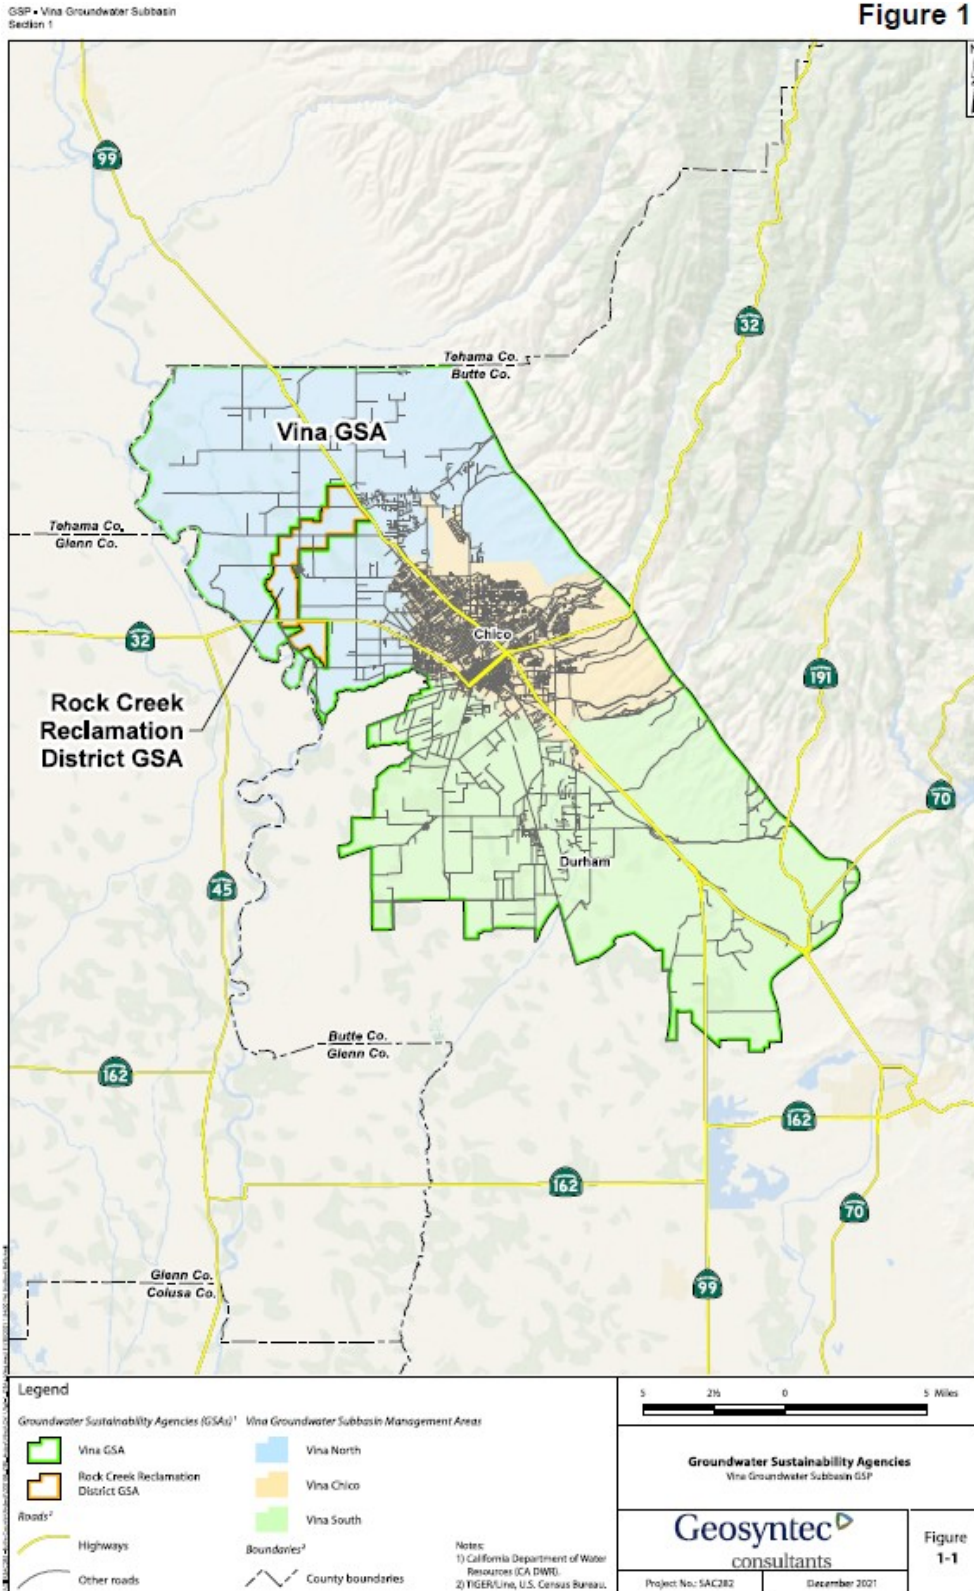 GSP • Vina Groundwater Subbasin
Section 1
Figure 1
99
32
Tehama Co.
Butte Co.
Vina GSA
Tehama Co.
Glenn Co.
32
Chico
191
Rock Creek
Reclamation
District GSA
70
Durham
45
Butte Co.
Glenn Co.
162
162
162
70
Glenn Co.
Colusa Co.
99
Legend
Groundwater Sustainability Agencies (GSAs)¹
Vina GSA
Rock Creek Reclamation
District GSA
Roads²
Highways
Other roads
Vina Groundwater Subbasin Management Areas
Vina North
Vina Chico
Vina South
Boundaries²
County boundaries
Notes:
1) California Department of Water
Resources (CA DWR).
2) TIGER/Line, U.S. Census Bureau.
5 2½ 0 5 Miles
Groundwater Sustainability Agencies
Vina Groundwater Subbasin GSP
Geosyntec
consultants
Figure
1-1
Project No.: SAC282
December 2021